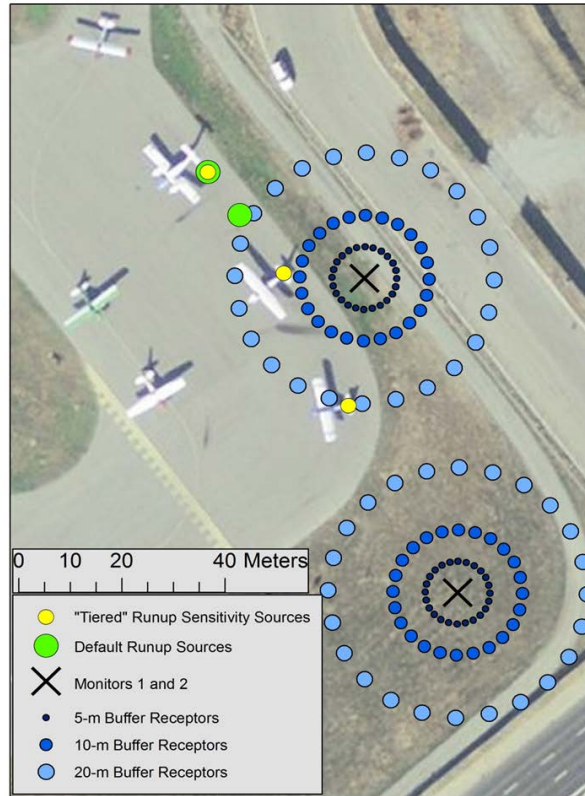 0 10 20 40 Meters
"Tiered" Runup Sensitivity Sources
Default Runup Sources
Monitors 1 and 2
5-m Buffer Receptors
10-m Buffer Receptors
20-m Buffer Receptors